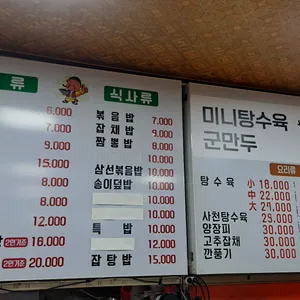 류
6.000
7.000
9.000
15.000
8.000
8.000
12.000
2인기준 16.000
2인기준 20.000
식사류
볶음밥 7.000
잡채밥 9.000
짬뽕밥 9.000
10.000
삼선볶음밥 10.000
송이덮밥 10.000
10.000
10.000
특밥 10.000
10.000
잡탕밥 15.000
미니탕수육
군만두
요리류
탕수육 小 18.000
中 22.000
大
사천탕수육
양장피 30.000
고추잡채 30.000
깐풍기 30.000